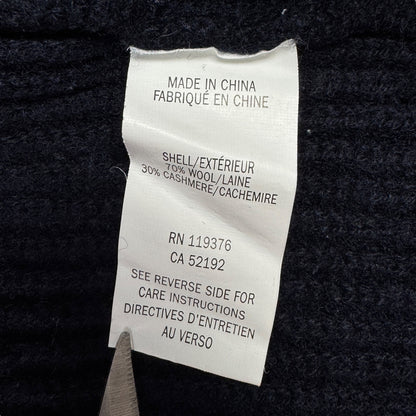 MADE IN CHINA
FABRIQUÉ EN CHINE
SHELL/EXTÉRIEUR
70% WOOL/LAINE
30% CASHMERE/CACHEMIRE
RN 119376
CA 52192
SEE REVERSE SIDE FOR
CARE INSTRUCTIONS
DIRECTIVES D'ENTRETIEN
AU VERSO